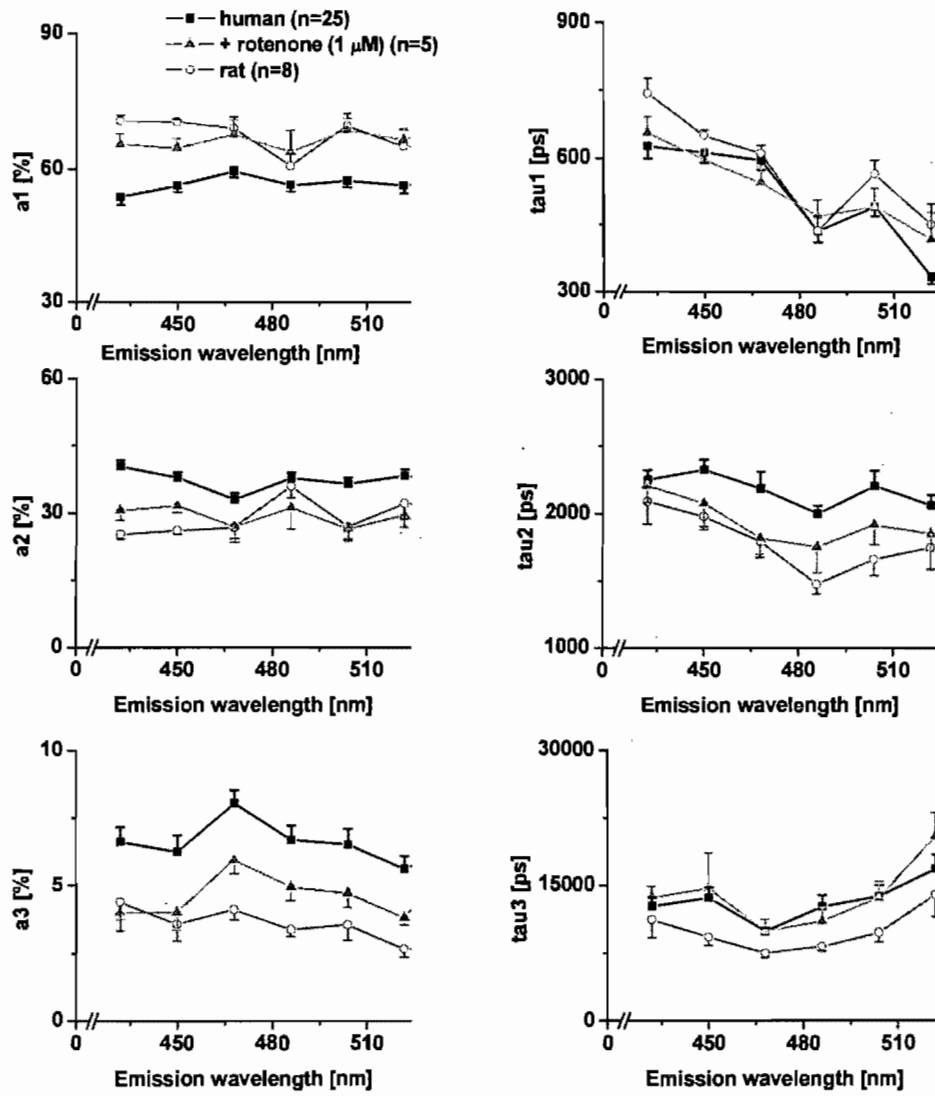 human (n=25)
+ rotenone (1 μM) (n=5)
rat (n=8)
90
60
30
0
450
480
510
a1 [%]
Emission wavelength [nm]
900
600
300
0
450
480
510
tau1 [ps]
Emission wavelength [nm]
60
30
0
0
450
480
510
a2 [%]
Emission wavelength [nm]
3000
2000
1000
0
450
480
510
tau2 [ps]
Emission wavelength [nm]
10
5
0
0
450
480
510
a3 [%]
Emission wavelength [nm]
30000
15000
0
0
450
480
510
tau3 [ps]
Emission wavelength [nm]